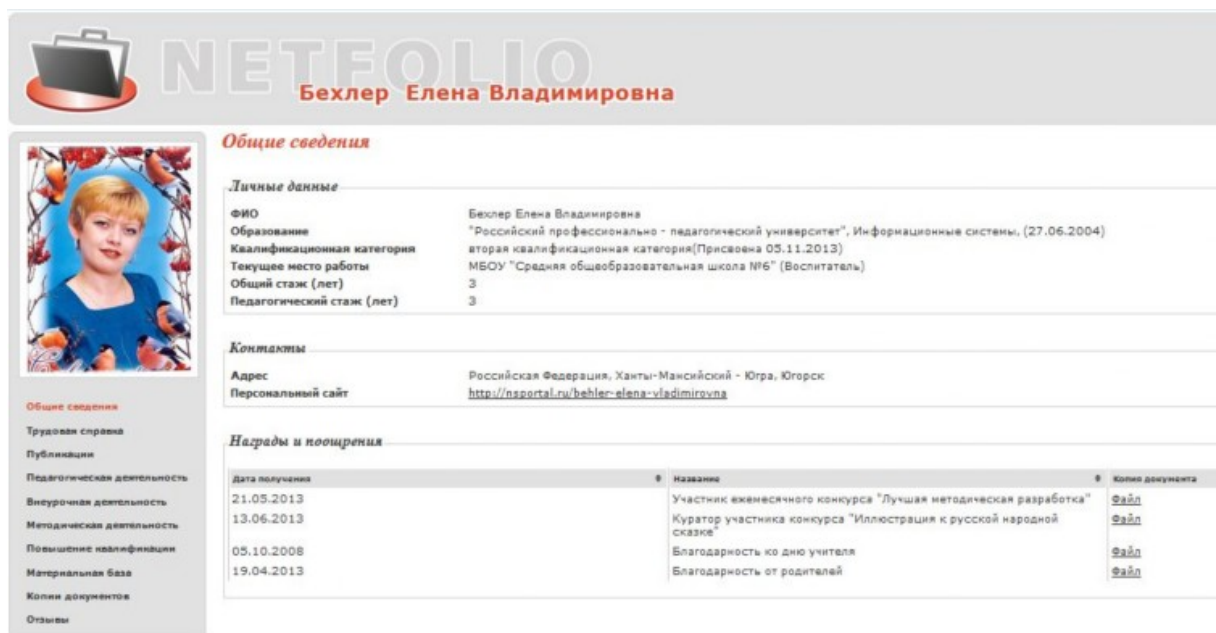 NETFOLIO
Бехлер Елена Владимировна
Общие сведения
Личные данные
ФИО Бехлер Елена Владимировна
Образование "Российский профессионально - педагогический университет", Информационные системы, (27.06.2004)
Квалификационная категория вторая квалификационная категория(Присвоена 05.11.2013)
Текущее место работы МБОУ "Средняя общеобразовательная школа №6" (Воспитатель)
Общий стаж (лет) 3
Педагогический стаж (лет) 3
Контакты
Адрес Российская Федерация, Ханты-Мансийский - Югра, Югорск
Персональный сайт http://nsportal.ru/behler-elena-vladimirovna
Награды и поощрения
Дата получения Название Копия документа
21.05.2013 Участник ежемесячного конкурса "Лучшая методическая разработка" Файл
13.06.2013 Куратор участника конкурса "Иллюстрация к русской народной
сказке" Файл
05.10.2008 Благодарность ко дню учителя Файл
19.04.2013 Благодарность от родителей Файл
Общие сведения
Трудовая справка
Публикации
Педагогическая деятельность
Внеурочная деятельность
Методическая деятельность
Повышение квалификации
Материальная база
Копии документов
Отзывы